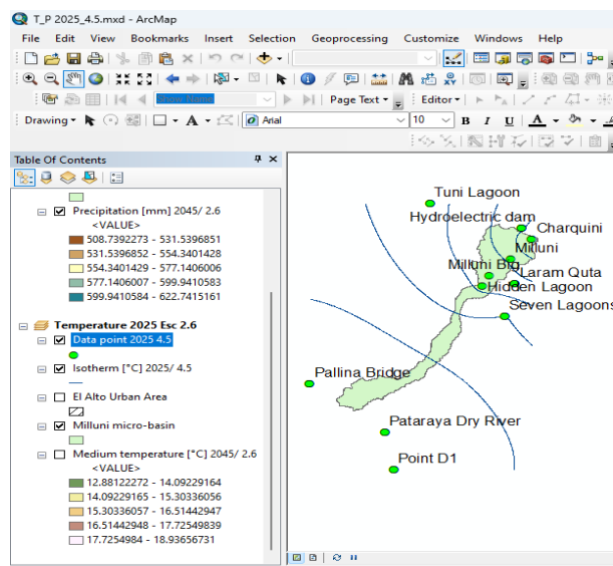 T_P 2025_4.5.mxd - ArcMap
File Edit View Bookmarks Insert Selection Geoprocessing Customize Windows Help
Page Text Editor
Drawing A Arial 10 B I U A
Table Of Contents
Precipitation [mm] 2045/ 2.6
<VALUE>
508.7392273 - 531.5396851
531.5396852 - 554.3401428
554.3401429 - 577.1406006
577.1406007 - 599.9410583
599.9410584 - 622.7415161
Temperature 2025 Esc 2.6
Data point 2025 4.5
Isotherm [°C] 2025/ 4.5
El Alto Urban Area
Milluni micro-basin
Medium temperature [°C] 2045/ 2.6
<VALUE>
12.88122272 - 14.09229164
14.09229165 - 15.30336056
15.30336057 - 16.51442947
16.51442948 - 17.72549839
17.7254984 - 18.93656731
Tuni Lagoon
Hydroelectric dam
Charquini
Milluni
Milluni Brg
Laram Quta
Hidden Lagoon
Seven Lagoons
Pallina Bridge
Pataraya Dry River
Point D1